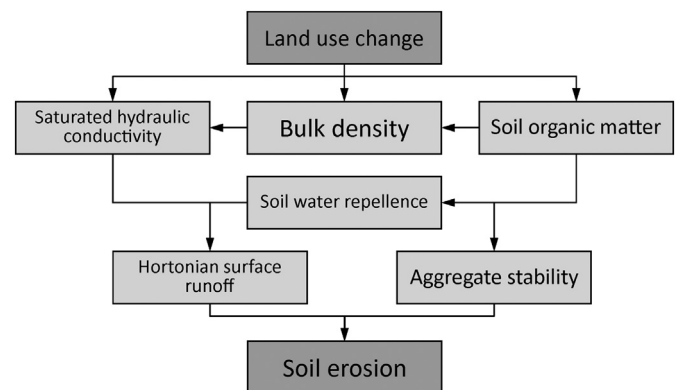 Land use change
Saturated hydraulic
conductivity
Bulk density
Soil organic matter
Soil water repellence
Hortonian surface
runoff
Aggregate stability
Soil erosion